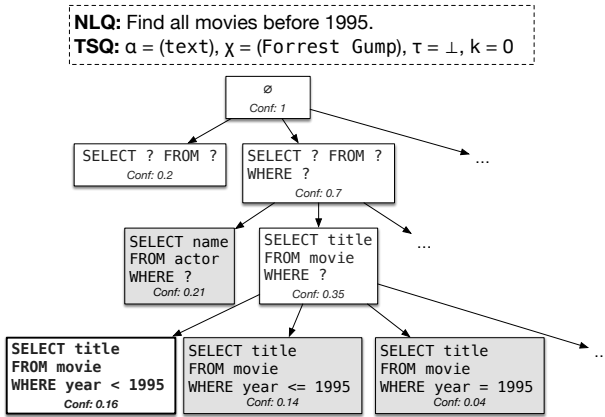 NLQ: Find all movies before 1995.
TSQ: α = (text), χ = (Forrest Gump), τ = ⊥, k = 0
∅
Conf: 1
SELECT ? FROM ?
Conf: 0.2
SELECT ? FROM ?
WHERE ?
Conf: 0.7
...
SELECT name
FROM actor
WHERE ?
Conf: 0.21
SELECT title
FROM movie
WHERE ?
Conf: 0.35
...
SELECT title
FROM movie
WHERE year < 1995
Conf: 0.16
SELECT title
FROM movie
WHERE year <= 1995
Conf: 0.14
SELECT title
FROM movie
WHERE year = 1995
Conf: 0.04
..